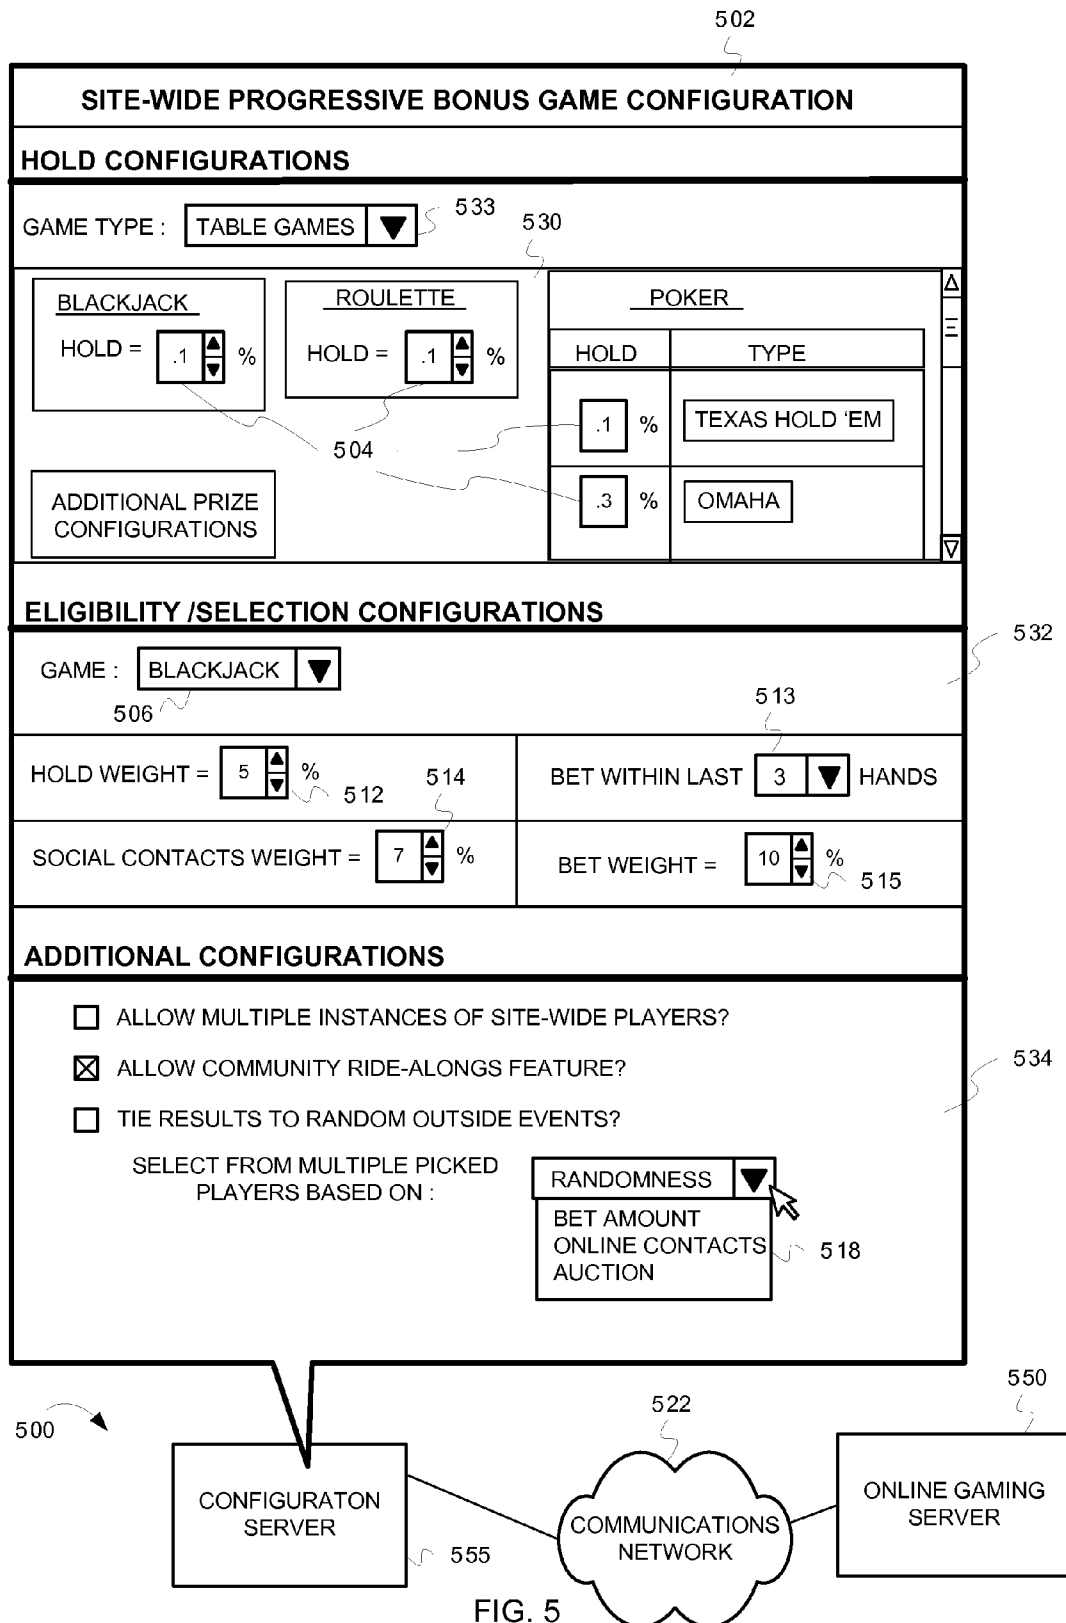 502
SITE-WIDE PROGRESSIVE BONUS GAME CONFIGURATION
HOLD CONFIGURATIONS
GAME TYPE : TABLE GAMES
533
530
BLACKJACK
HOLD = .1 %
ROULETTE
HOLD = .1 %
POKER
HOLD TYPE
.1 % TEXAS HOLD ‘EM
504
.3 % OMAHA
ADDITIONAL PRIZE
CONFIGURATIONS
ELIGIBILITY /SELECTION CONFIGURATIONS
532
GAME : BLACKJACK
506
513
HOLD WEIGHT = 5 %
512
514
BET WITHIN LAST 3 HANDS
SOCIAL CONTACTS WEIGHT = 7 %
BET WEIGHT = 10 %
515
ADDITIONAL CONFIGURATIONS
ALLOW MULTIPLE INSTANCES OF SITE-WIDE PLAYERS?
ALLOW COMMUNITY RIDE-ALONGS FEATURE?
534
TIE RESULTS TO RANDOM OUTSIDE EVENTS?
SELECT FROM MULTIPLE PICKED
PLAYERS BASED ON :
RANDOMNESS
BET AMOUNT
ONLINE CONTACTS
AUCTION
518
500
522
550
CONFIGURATON
SERVER
555
COMMUNICATIONS
NETWORK
ONLINE GAMING
SERVER
FIG. 5